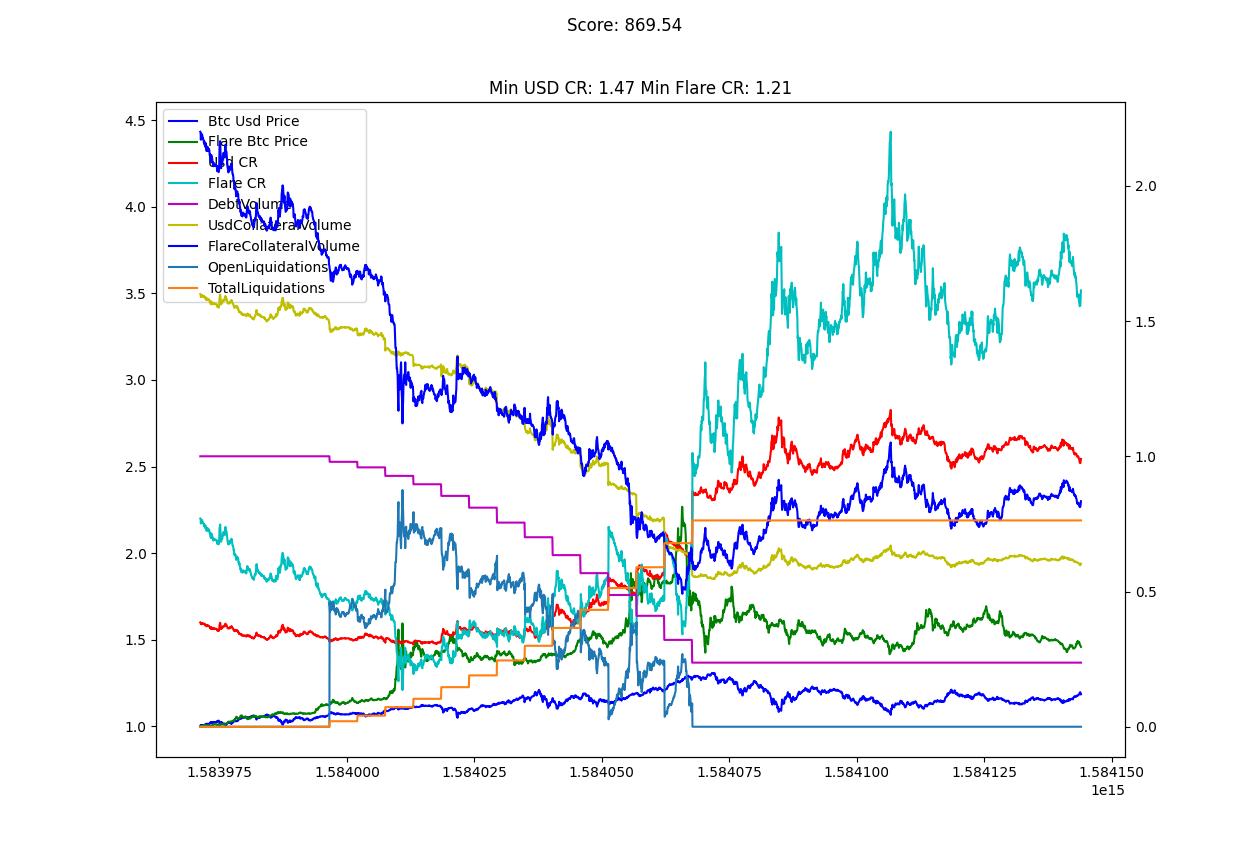 Score: 869.54
Min USD CR: 1.47 Min Flare CR: 1.21
Btc Usd Price
Flare Btc Price
Usd CR
Flare CR
DebtVolume
UsdCollateralVolume
FlareCollateralVolume
OpenLiquidations
TotalLiquidations
4.5
4.0
3.5
3.0
2.5
2.0
1.5
1.0
2.0
1.5
1.0
0.5
0.0
1.583975
1.584000
1.584025
1.584050
1.584075
1.584100
1.584125
1.584150
1e15